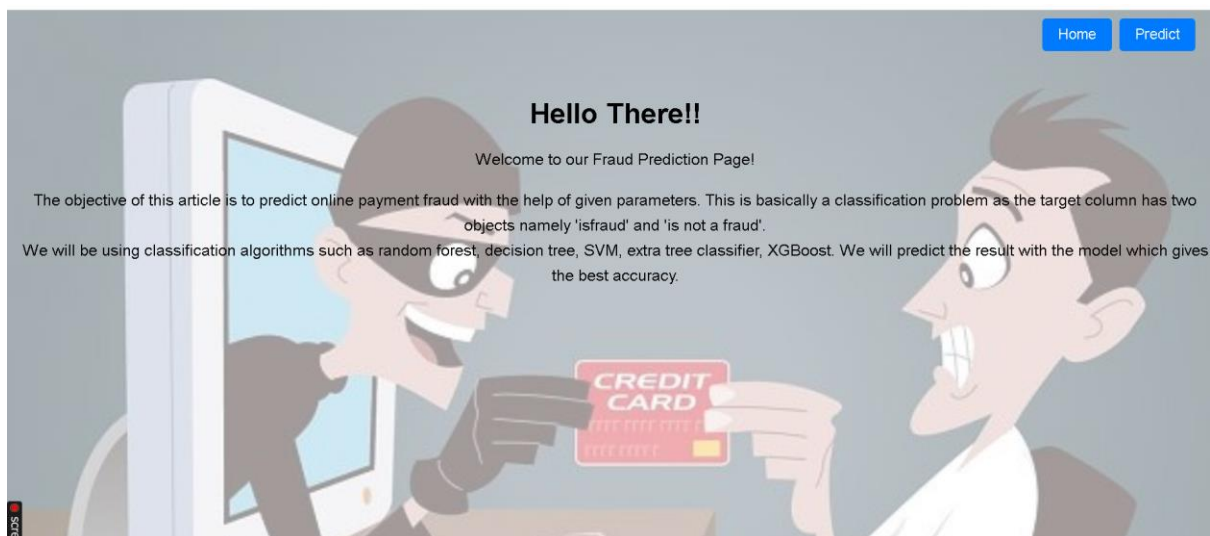 Home Predict
Hello There!!
Welcome to our Fraud Prediction Page!
The objective of this article is to predict online payment fraud with the help of given parameters. This is basically a classification problem as the target column has two
objects namely 'isfraud' and 'is not a fraud'.
We will be using classification algorithms such as random forest, decision tree, SVM, extra tree classifier, XGBoost. We will predict the result with the model which gives
the best accuracy.
CREDIT
CARD
scre